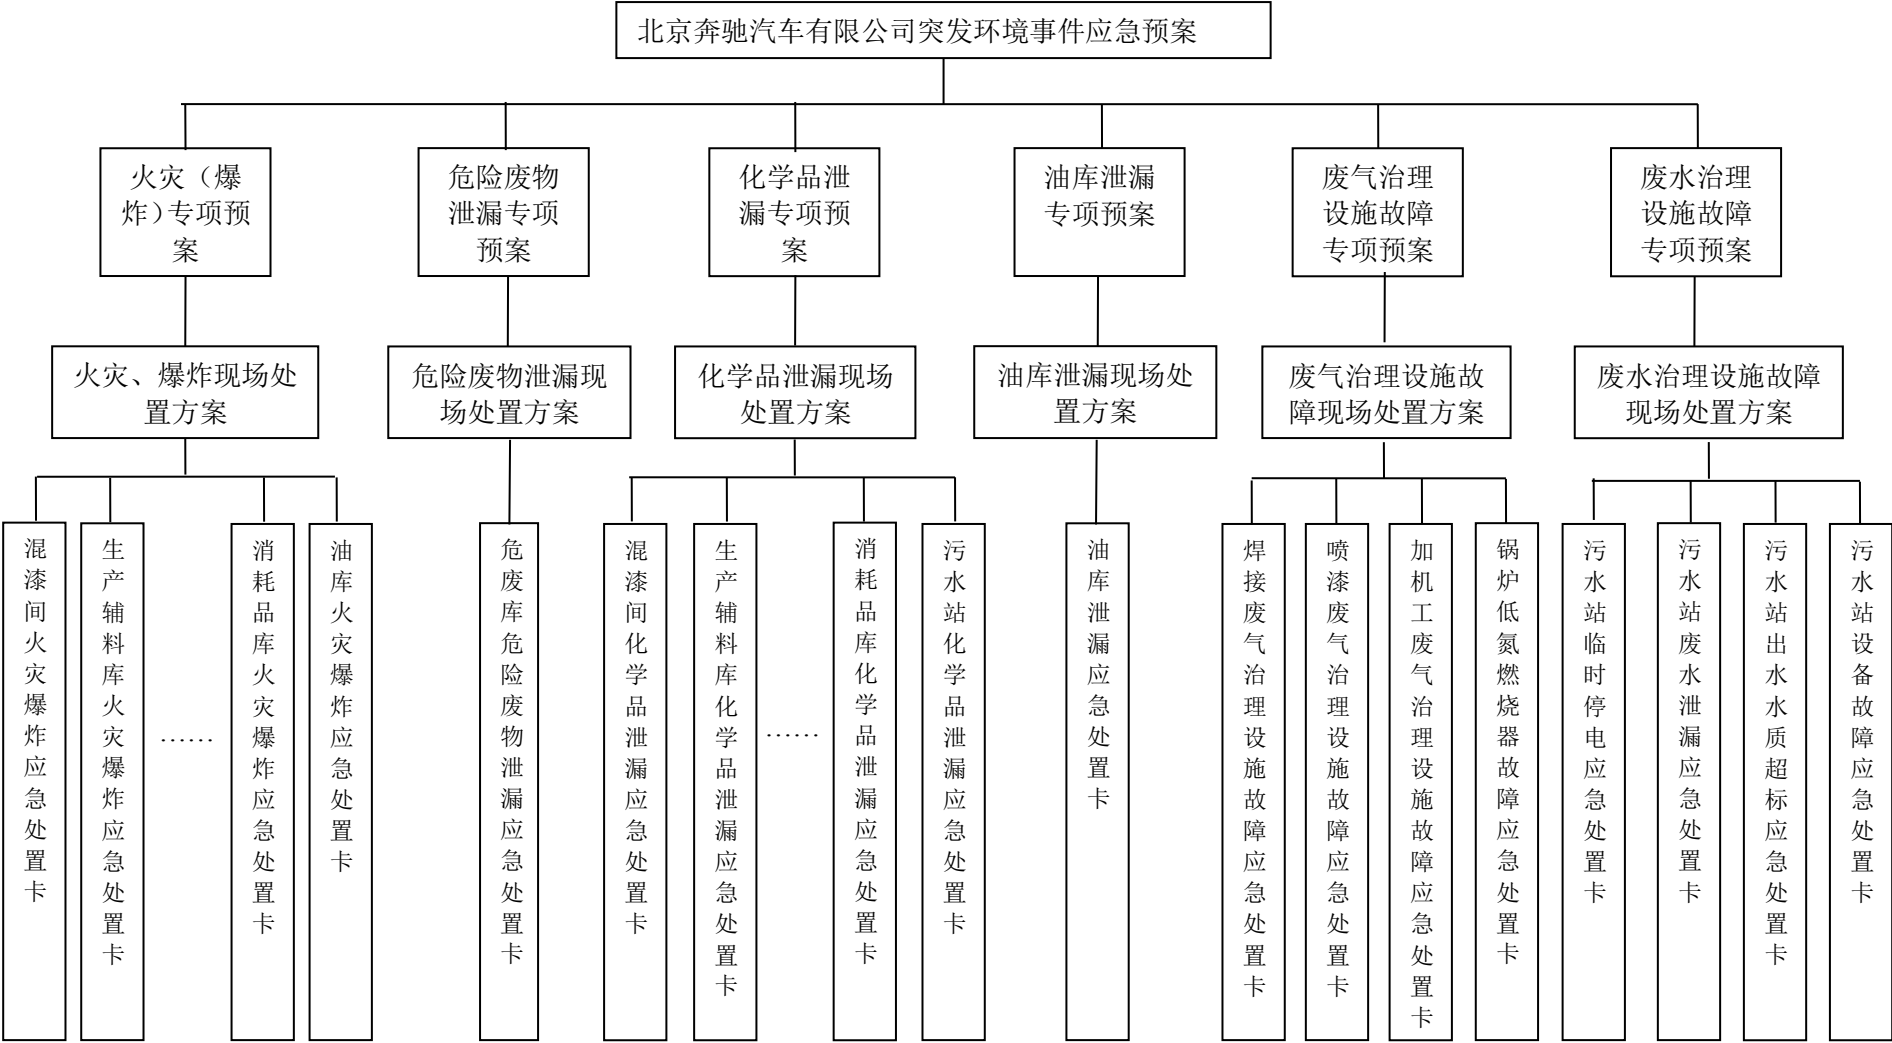 北京奔驰汽车有限公司突发环境事件应急预案
火灾（爆
炸）专项预
案
危险废物
泄漏专项
预案
化学品泄
漏专项预
案
油库泄漏
专项预案
废气治理
设施故障
专项预案
废水治理
设施故障
专项预案
火灾、爆炸现场处
置方案
危险废物泄漏现
场处置方案
化学品泄漏现场
处置方案
油库泄漏现场处
置方案
废气治理设施故
障现场处置方案
废水治理设施故障
现场处置方案
混漆间火灾爆炸应急处置卡
生产辅料库火灾爆炸应急处置卡
……
消耗品库火灾爆炸应急处置卡
油库火灾爆炸应急处置卡
危废库危险废物泄漏应急处置卡
混漆间化学品泄漏应急处置卡
生产辅料库化学品泄漏应急处置卡
……
消耗品库化学品泄漏应急处置卡
污水站化学品泄漏应急处置卡
油库泄漏应急处置卡
焊接废气治理设施故障应急处置卡
喷漆废气治理设施故障应急处置卡
加机工废气治理设施故障应急处置卡
锅炉低氮燃烧器故障应急处置卡
污水站临时停电应急处置卡
污水站废水泄漏应急处置卡
污水站出水水质超标应急处置卡
污水站设备故障应急处置卡